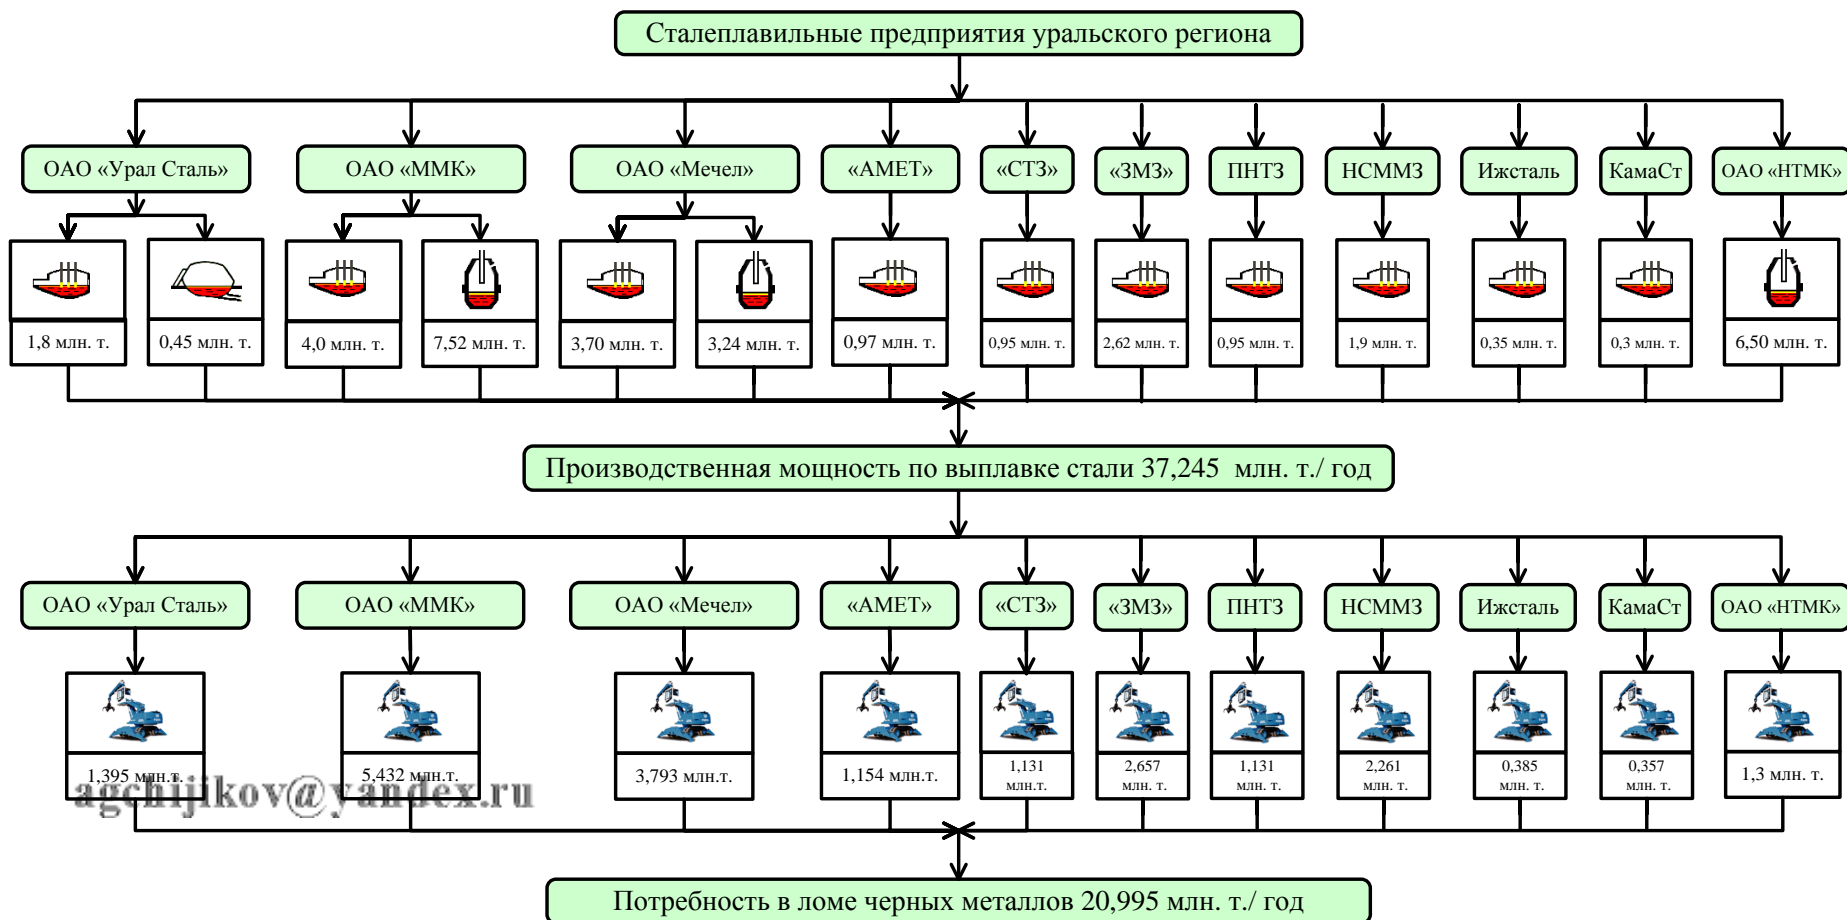 Сталеплавильные предприятия уральского региона
ОАО «Урал Сталь»
ОАО «ММК»
ОАО «Мечел»
«АМЕТ»
«СТЗ»
«ЗМЗ»
ПНТЗ
НСММЗ
Ижсталь
КамаСт
ОАО «НТМК»
1,8 млн. т.
0,45 млн. т.
4,0 млн. т.
7,52 млн. т.
3,70 млн. т.
3,24 млн. т.
0,97 млн. т.
0,95 млн. т.
2,62 млн. т.
0,95 млн. т.
1,9 млн. т.
0,35 млн. т.
0,3 млн. т.
6,50 млн. т.
Производственная мощность по выплавке стали 37,245 млн. т./ год
ОАО «Урал Сталь»
ОАО «ММК»
ОАО «Мечел»
«АМЕТ»
«СТЗ»
«ЗМЗ»
ПНТЗ
НСММЗ
Ижсталь
КамаСт
ОАО «НТМК»
1,395 млн.т.
5,432 млн.т.
3,793 млн.т.
1,154 млн.т.
1,131
млн.т.
2,657
млн. т.
1,131
млн. т.
2,261
млн. т.
0,385
млн. т.
0,357
млн. т.
1,3 млн. т.
agchijikov@yandex.ru
Потребность в ломе черных металлов 20,995 млн. т./ год